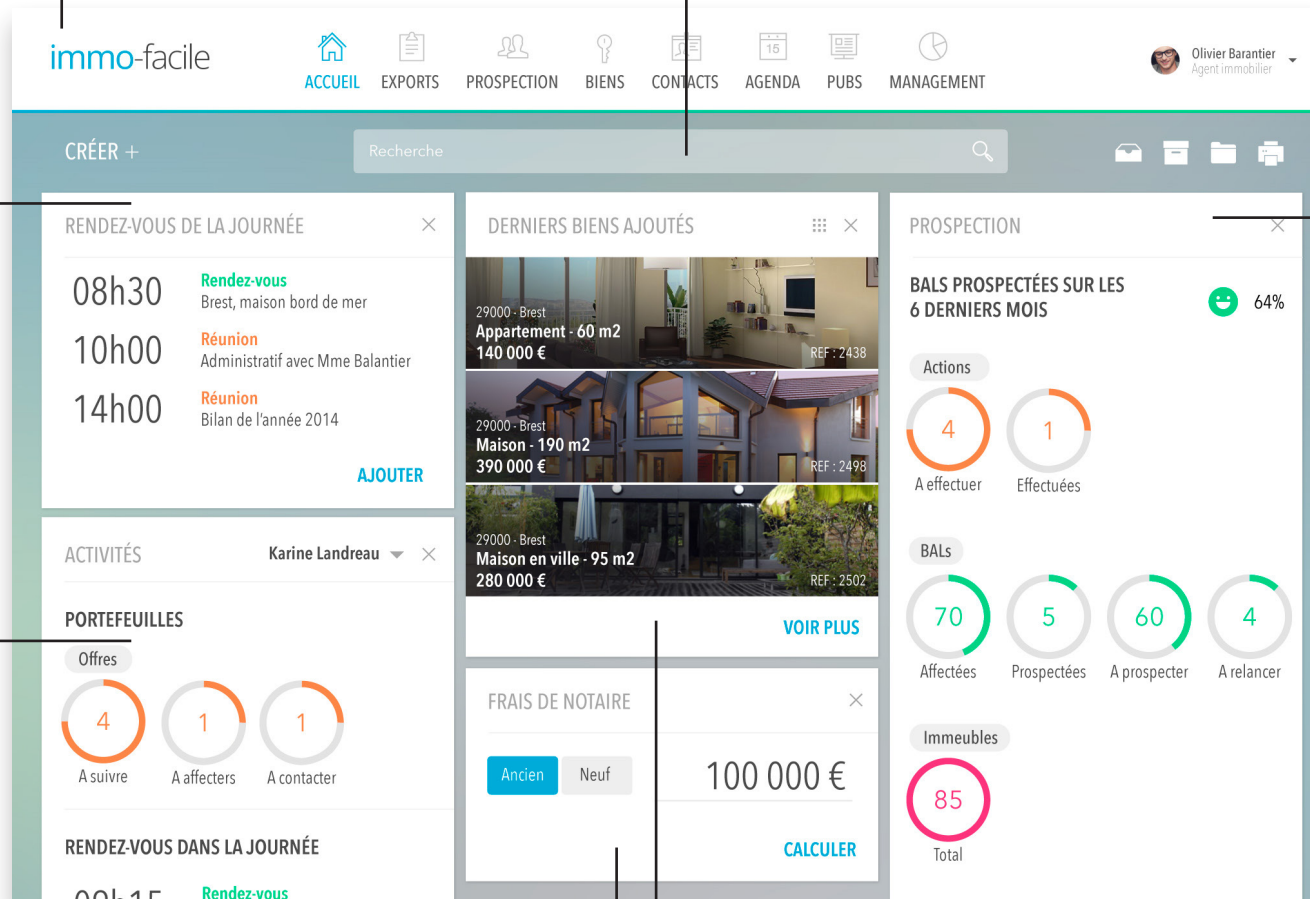 immo-facile
ACCUEIL
EXPORTS
PROSPECTION
BIENS
CONTACTS
15
AGENDA
PUBS
MANAGEMENT
Olivier Barantier
Agent immobilier
CRÉER +
Recherche
RENDEZ-VOUS DE LA JOURNÉE
08h30
Rendez-vous
Brest, maison bord de mer
10h00
Réunion
Administratif avec Mme Balantier
14h00
Réunion
Bilan de l'année 2014
AJOUTER
ACTIVITÉS
Karine Landreau
PORTEFEUILLES
Offres
4
A suivre
1
A affecters
1
A contacter
RENDEZ-VOUS DANS LA JOURNÉE
Rendez-vous
DERNIERS BIENS AJOUTÉS
29000 - Brest
Appartement - 60 m2
140 000 €
REF : 2438
29000 - Brest
Maison - 190 m2
390 000 €
REF : 2498
29000 - Brest
Maison en ville - 95 m2
280 000 €
REF : 2502
VOIR PLUS
FRAIS DE NOTAIRE
Ancien
Neuf
100 000 €
CALCULER
PROSPECTION
BALS PROSPECTÉES SUR LES
6 DERNIERS MOIS
64%
Actions
4
A effectuer
1
Effectuées
BALs
70
Affectées
5
Prospectées
60
A prospecter
4
A relancer
Immeubles
85
Total